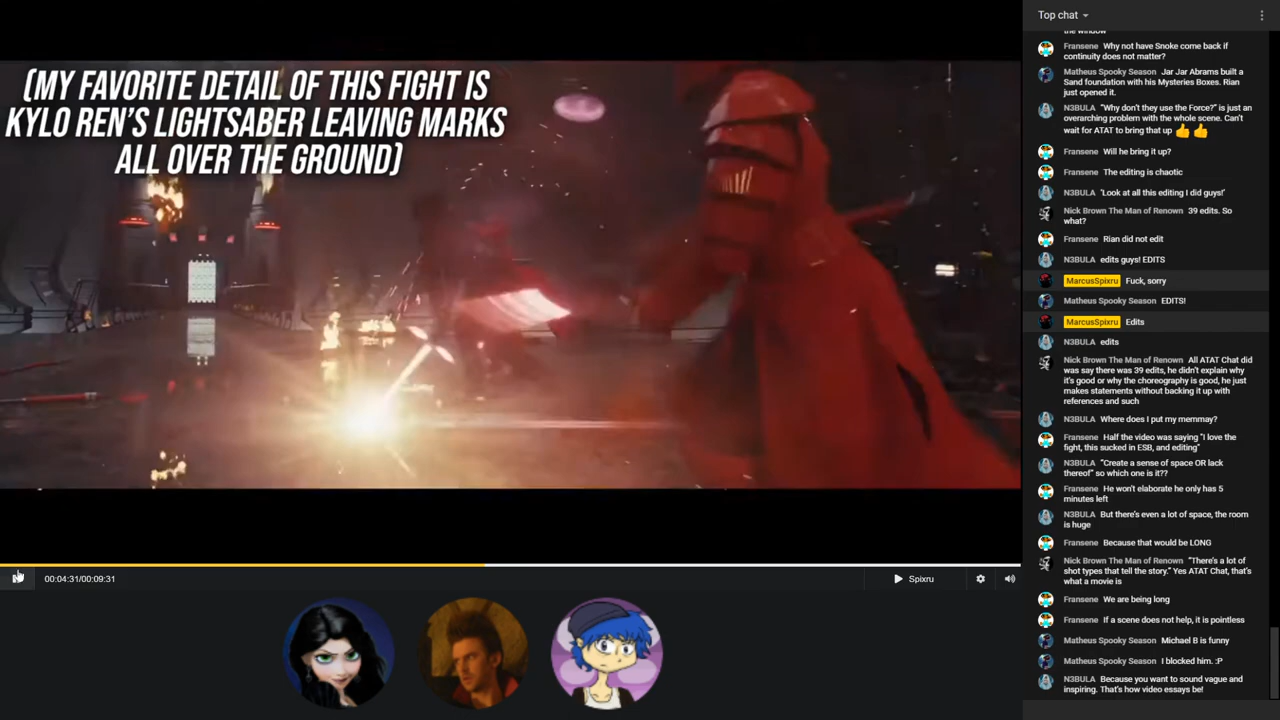 (MY FAVORITE DETAIL OF THIS FIGHT IS
KYLO REN'S LIGHTSABER LEAVING MARKS
ALL OVER THE GROUND)
00:04:31/00:09:31
Spixru
Top chat
the window
Fransene Why not have Snoke come back if
continuity does not matter?
Matheus Spooky Season Jar Jar Abrams built a
Sand foundation with his Mysteries Boxes. Rian
just opened it.
N3BULA "Why don't they use the Force?" is just an
overarching problem with the whole scene. Can't
wait for ATAT to bring that up 👍👍
Fransene Will he bring it up?
Fransene The editing is chaotic
N3BULA 'Look at all this editing I did guys!'
Nick Brown The Man of Renown 39 edits. So
what?
Fransene Rian did not edit
N3BULA edits guys! EDITS
MarcusSpixru Fuck, sorry
Matheus Spooky Season EDITS!
MarcusSpixru Edits
N3BULA edits
Nick Brown The Man of Renown All ATAT Chat did
was say there was 39 edits, he didn't explain why
it's good or why the choreography is good, he just
makes statements without backing it up with
references and such
N3BULA Where does I put my memmay?
Fransene Half the video was saying "I love the
fight, this sucked in ESB, and editing"
N3BULA "Create a sense of space OR lack
thereof" so which one is it??
Fransene He won't elaborate he only has 5
minutes left
N3BULA But there's even a lot of space, the room
is huge
Fransene Because that would be LONG
Nick Brown The Man of Renown "There's a lot of
shot types that tell the story." Yes ATAT Chat, that's
what a movie is
Fransene We are being long
Fransene If a scene does not help, it is pointless
Matheus Spooky Season Michael B is funny
Matheus Spooky Season I blocked him. :P
N3BULA Because you want to sound vague and
inspiring. That's how video essays be!